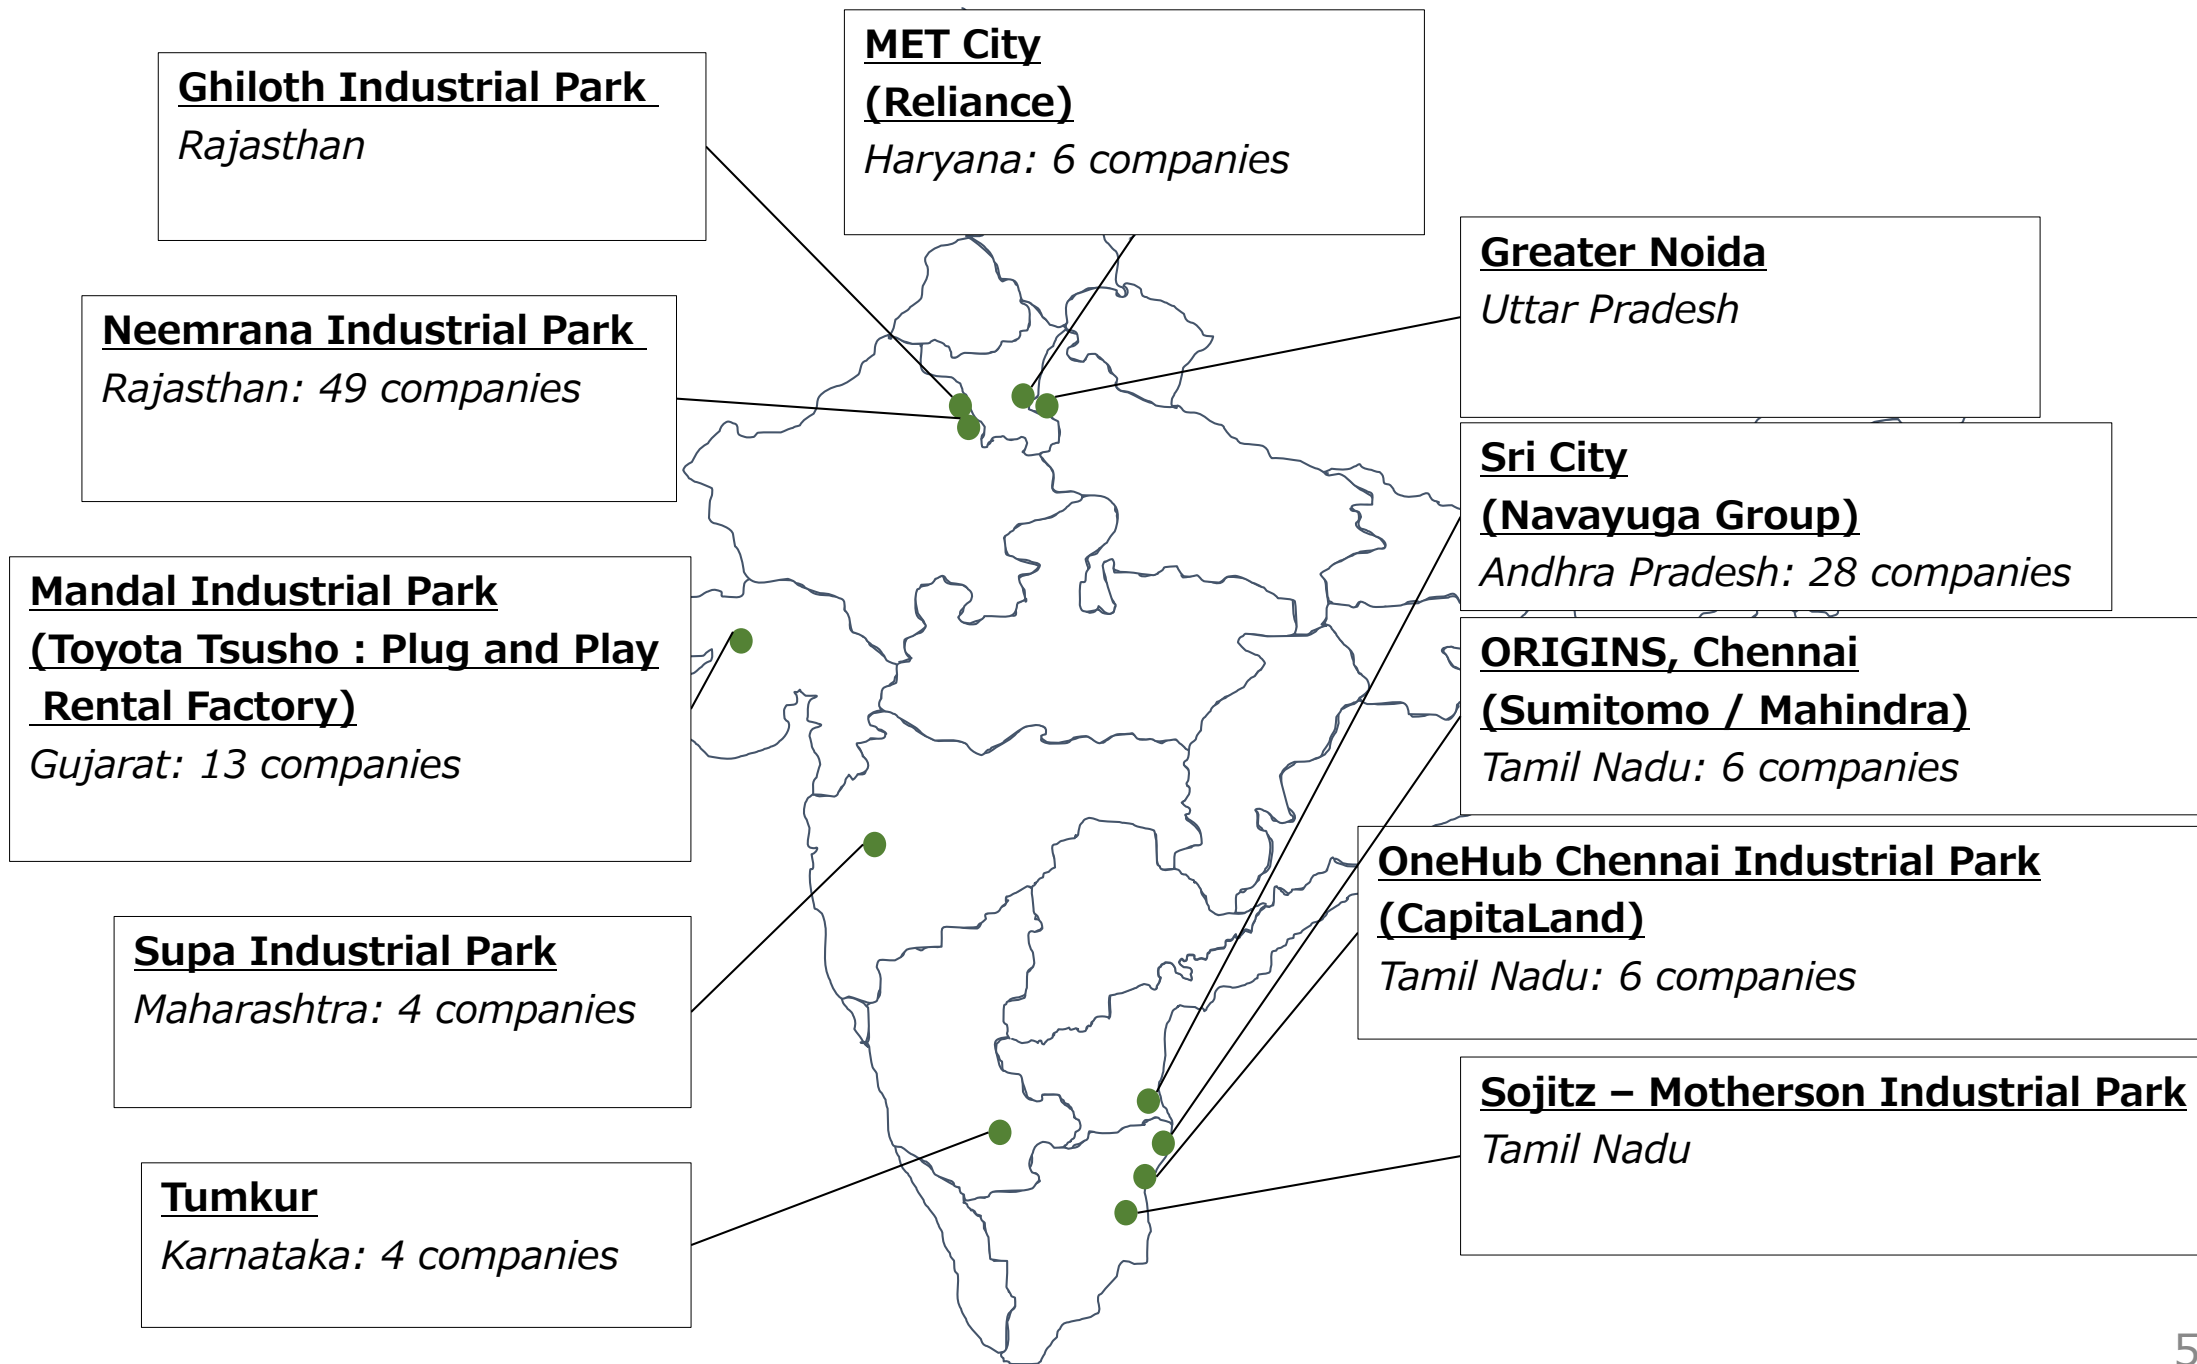 MET City
(Reliance)
Haryana: 6 companies
Ghiloth Industrial Park
Rajasthan
Greater Noida
Uttar Pradesh
Neemrana Industrial Park
Rajasthan: 49 companies
Sri City
(Navayuga Group)
Andhra Pradesh: 28 companies
Mandal Industrial Park
(Toyota Tsusho : Plug and Play
Rental Factory)
Gujarat: 13 companies
ORIGINS, Chennai
(Sumitomo / Mahindra)
Tamil Nadu: 6 companies
OneHub Chennai Industrial Park
(CapitaLand)
Tamil Nadu: 6 companies
Supa Industrial Park
Maharashtra: 4 companies
Sojitz – Motherson Industrial Park
Tamil Nadu
Tumkur
Karnataka: 4 companies
5